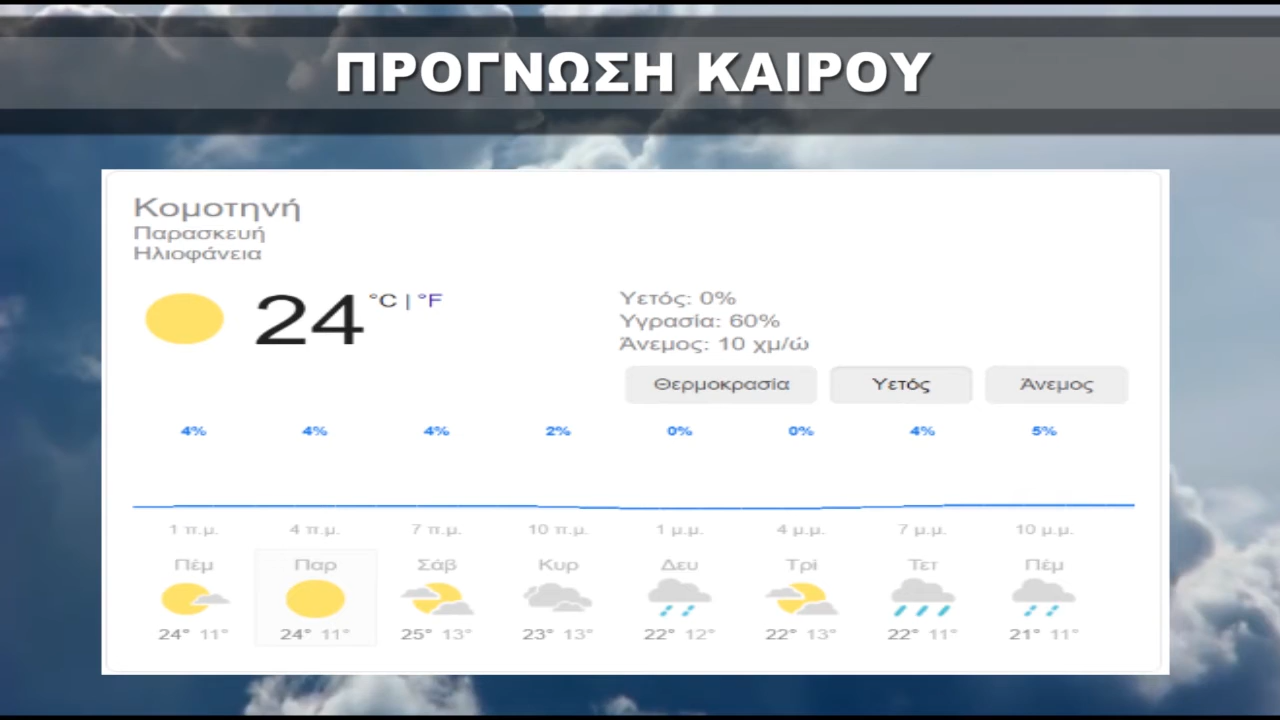 ΠΡΟΓΝΩΣΗ ΚΑΙΡΟΥ
Κομοτηνή
Παρασκευή
Ηλιοφάνεια
24 °C | °F
Υετός: 0%
Υγρασία: 60%
Άνεμος: 10 χμ/ώ
Θερμοκρασία Υετός Άνεμος
4% 4% 4% 2% 0% 0% 4% 5%
1 π.μ. 4 π.μ. 7 π.μ. 10 π.μ. 1 μ.μ. 4 μ.μ. 7 μ.μ. 10 μ.μ.
Πέμ Παρ Σάβ Κυρ Δευ Τρί Τετ Πέμ
24° 11° 24° 11° 25° 13° 23° 13° 22° 12° 22° 13° 22° 11° 21° 11°